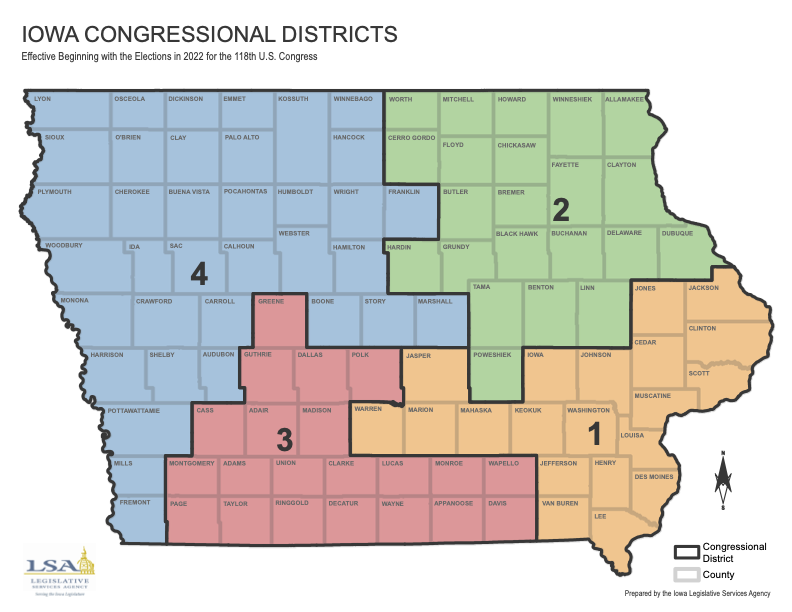 IOWA CONGRESSIONAL DISTRICTS
Effective Beginning with the Elections in 2022 for the 118th U.S. Congress
LYON OSCEOLA DICKINSON EMMET KOSSUTH WINNEBAGO WORTH MITCHELL HOWARD WINNESHIEK ALLAMAKEE
SIOUX O'BRIEN CLAY PALO ALTO HANCOCK CERRO GORDO FLOYD CHICKASAW
FAYETTE CLAYTON
PLYMOUTH CHEROKEE BUENA VISTA POCAHONTAS HUMBOLDT WRIGHT FRANKLIN BUTLER BREMER
2
WEBSTER BLACK HAWK BUCHANAN DELAWARE DUBUQUE
WOODBURY IDA SAC CALHOUN HAMILTON HARDIN GRUNDY
4
TAMA BENTON LINN JONES JACKSON
MONONA CRAWFORD CARROLL GREENE BOONE STORY MARSHALL
CLINTON
CEDAR
HARRISON SHELBY AUDUBON GUTHRIE DALLAS POLK JASPER POWESHIEK IOWA JOHNSON
SCOTT
MUSCATINE
POTTAWATTAMIE CASS ADAIR MADISON WARREN MARION MAHASKA KEOKUK WASHINGTON
3 1
LOUISA
MILLS MONTGOMERY ADAMS UNION CLARKE LUCAS MONROE WAPELLO JEFFERSON HENRY
DES MOINES
FREMONT PAGE TAYLOR RINGGOLD DECATUR WAYNE APPANOOSE DAVIS VAN BUREN
LEE
N
S
Congressional
District
County
LSA
LEGISLATIVE
SERVICES AGENCY
Serving the Iowa Legislature
Prepared by the Iowa Legislative Services Agency